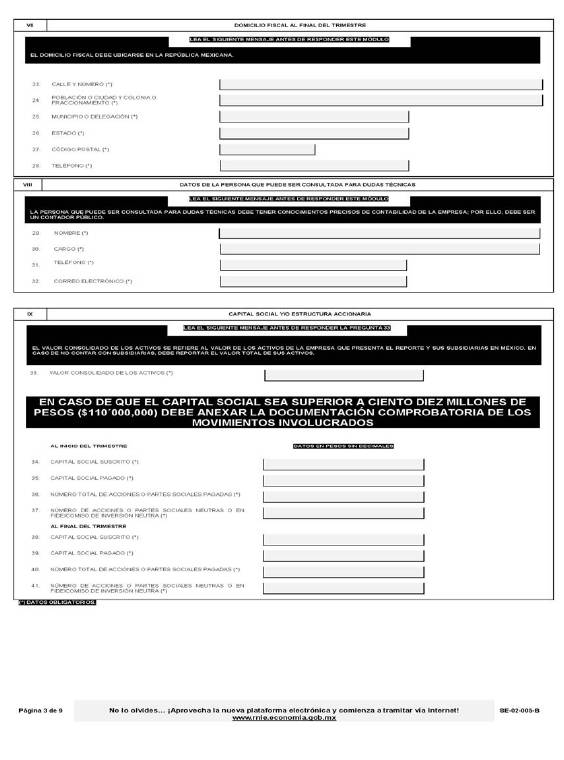 VII
DOMICILIO FISCAL AL FINAL DEL TRIMESTRE
LEA EL SIGUIENTE MENSAJE ANTES DE RESPONDER ESTE MÓDULO
EL DOMICILIO FISCAL DEBE UBICARSE EN LA REPÚBLICA MEXICANA.
23. CALLE Y NÚMERO (*)
24. POBLACIÓN O CIUDAD Y COLONIA O
FRACCIONAMIENTO (*)
25. MUNICIPIO O DELEGACIÓN (*)
26. ESTADO (*)
27. CÓDIGO POSTAL (*)
28. TELÉFONO (*)
VIII
DATOS DE LA PERSONA QUE PUEDE SER CONSULTADA PARA DUDAS TÉCNICAS
LEA EL SIGUIENTE MENSAJE ANTES DE RESPONDER ESTE MÓDULO
LA PERSONA QUE PUEDE SER CONSULTADA PARA DUDAS TÉCNICAS DEBE TENER CONOCIMIENTOS PRECISOS DE CONTABILIDAD DE LA EMPRESA; POR ELLO, DEBE SER
UN CONTADOR PÚBLICO.
29. NOMBRE (*)
30. CARGO (*)
31. TELÉFONO (*)
32. CORREO ELECTRÓNICO (*)
IX
CAPITAL SOCIAL Y/O ESTRUCTURA ACCIONARIA
LEA EL SIGUIENTE MENSAJE ANTES DE RESPONDER LA PREGUNTA 33
EL VALOR CONSOLIDADO DE LOS ACTIVOS SE REFIERE AL VALOR DE LOS ACTIVOS DE LA EMPRESA QUE PRESENTA EL REPORTE Y SUS SUBSIDIARIAS EN MÉXICO. EN
CASO DE NO CONTAR CON SUBSIDIARIAS, DEBE REPORTAR EL VALOR TOTAL DE SUS ACTIVOS.
33. VALOR CONSOLIDADO DE LOS ACTIVOS (*)
EN CASO DE QUE EL CAPITAL SOCIAL SEA SUPERIOR A CIENTO DIEZ MILLONES DE
PESOS ($110´000,000) DEBE ANEXAR LA DOCUMENTACIÓN COMPROBATORIA DE LOS
MOVIMIENTOS INVOLUCRADOS
AL INICIO DEL TRIMESTRE
DATOS EN PESOS SIN DECIMALES
34. CAPITAL SOCIAL SUSCRITO (*)
35. CAPITAL SOCIAL PAGADO (*)
36. NÚMERO TOTAL DE ACCIONES O PARTES SOCIALES PAGADAS (*)
37. NÚMERO DE ACCIONES O PARTES SOCIALES NEUTRAS O EN
FIDEICOMISO DE INVERSIÓN NEUTRA (*)
AL FINAL DEL TRIMESTRE
38. CAPITAL SOCIAL SUSCRITO (*)
39. CAPITAL SOCIAL PAGADO (*)
40. NÚMERO TOTAL DE ACCIONES O PARTES SOCIALES PAGADAS (*)
41. NÚMERO DE ACCIONES O PARTES SOCIALES NEUTRAS O EN
FIDEICOMISO DE INVERSIÓN NEUTRA (*)
(*) DATOS OBLIGATORIOS.
Página 3 de 9
No lo olvides... ¡Aprovecha la nueva plataforma electrónica y comienza a tramitar vía internet!
www.rnie.economia.gob.mx
SE-02-005-B